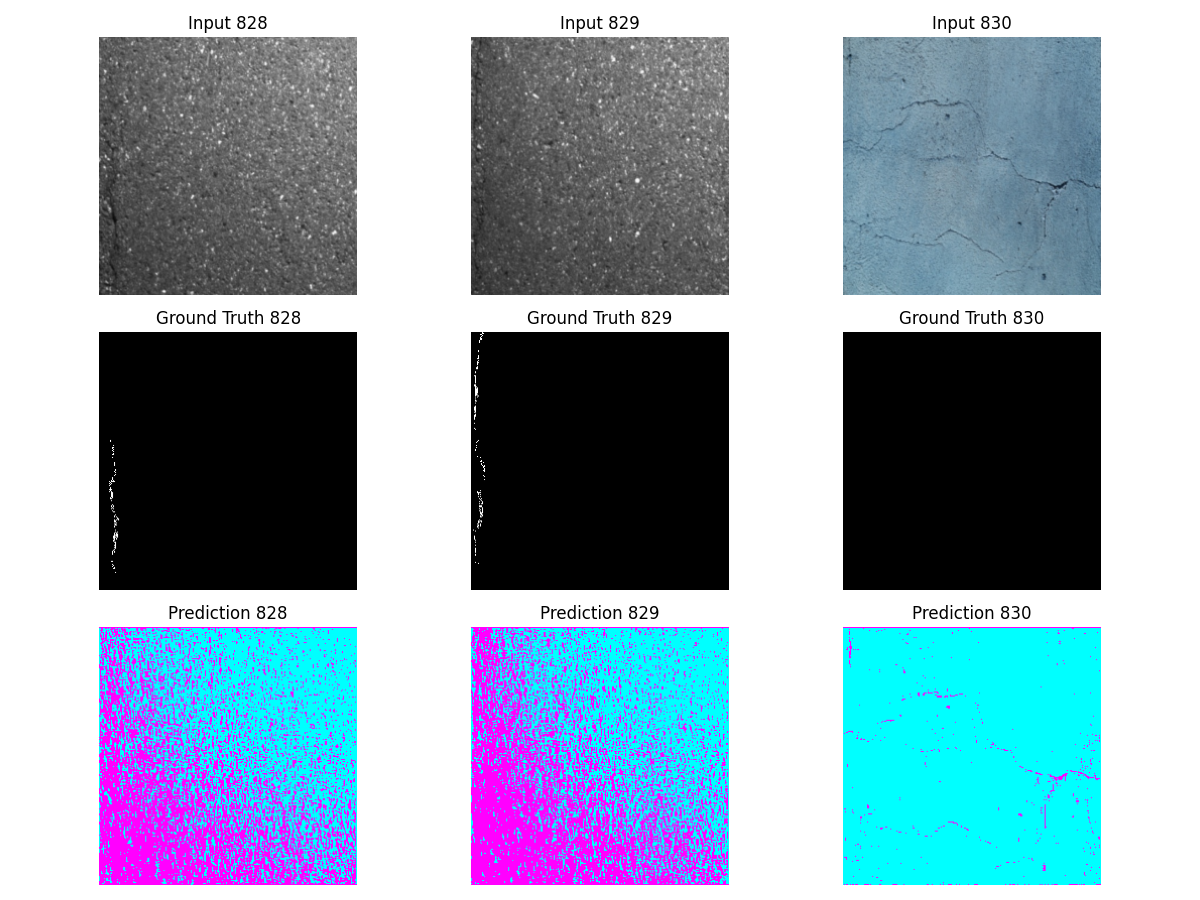 Input 828
Input 829
Input 830
Ground Truth 828
Ground Truth 829
Ground Truth 830
Prediction 828
Prediction 829
Prediction 830